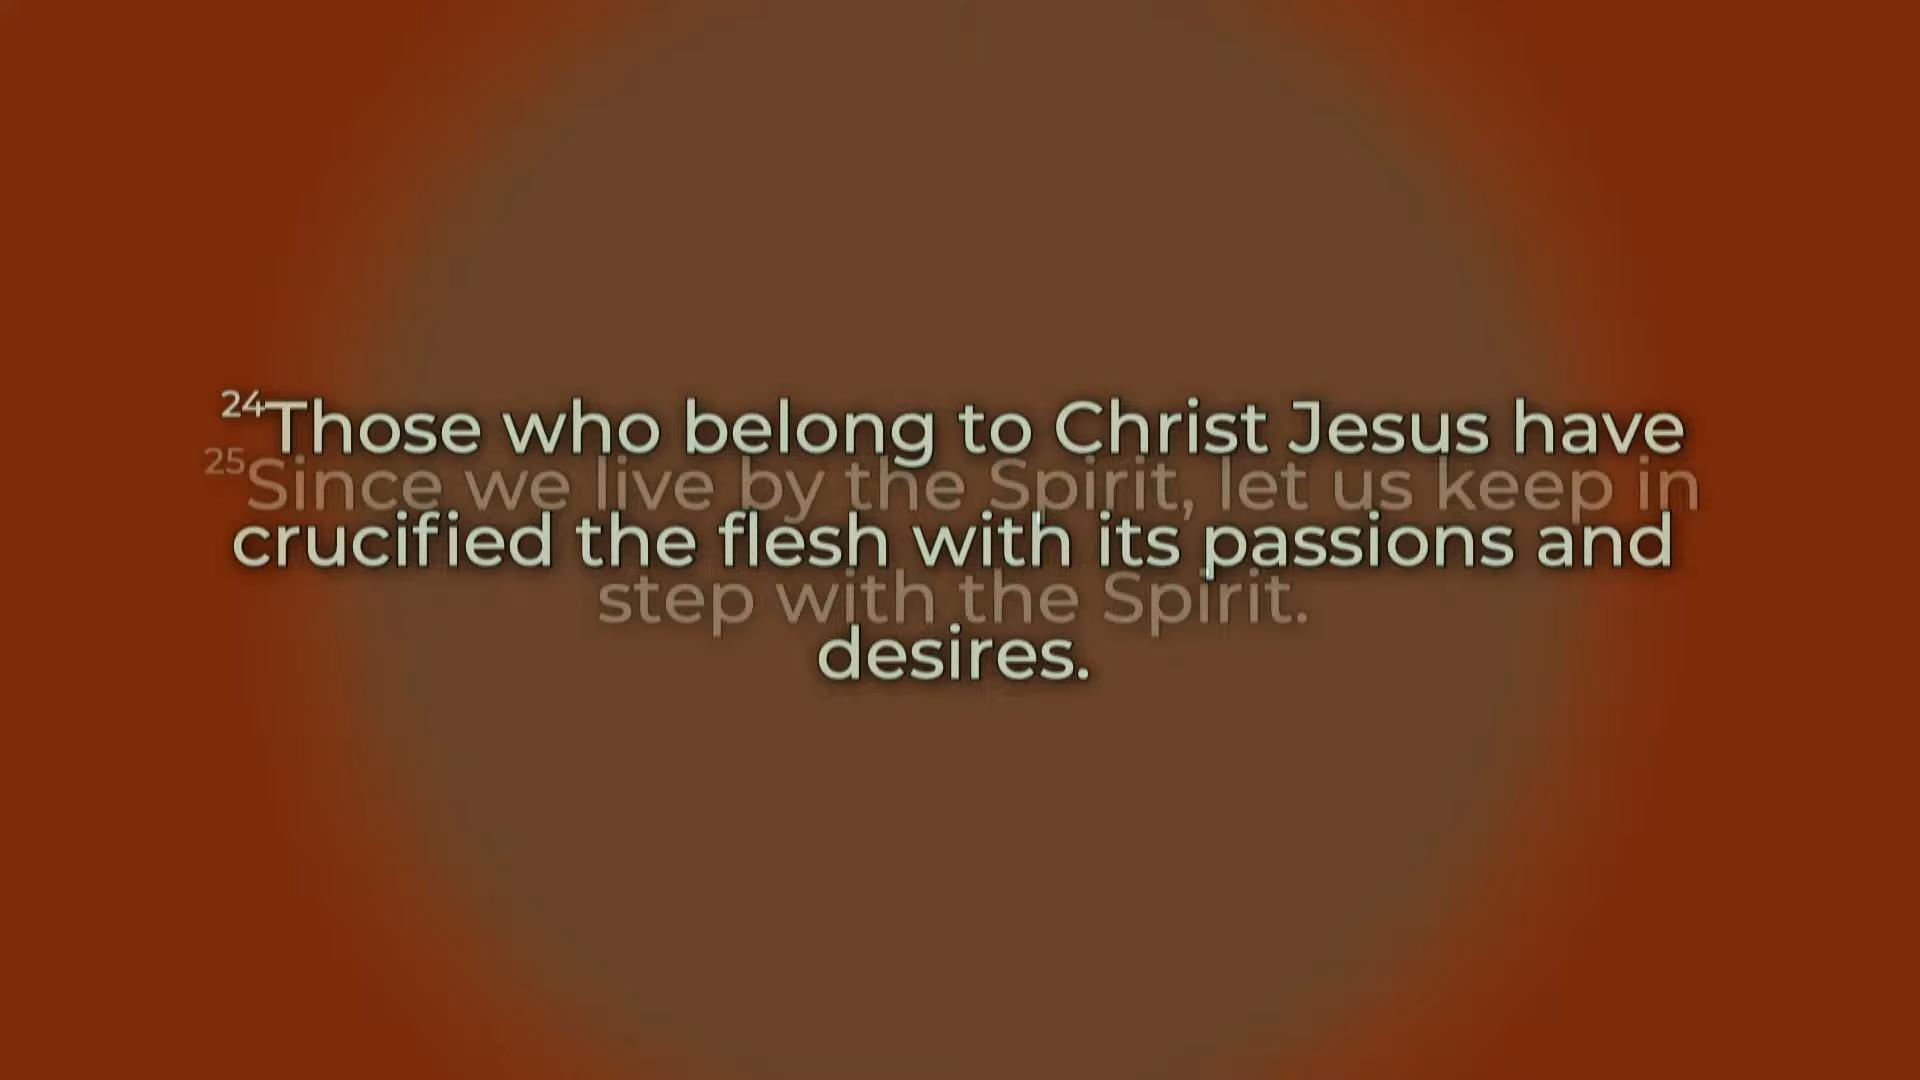 ²⁴Those who belong to Christ Jesus have
crucified the flesh with its passions and
desires.
²⁵Since we live by the Spirit, let us keep in
step with the Spirit.